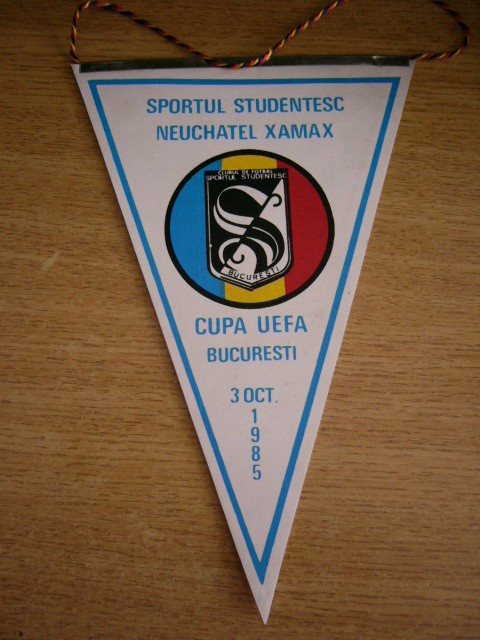 SPORTUL STUDENTESC
NEUCHATEL XAMAX
CLUBUL DE FOTBAL
SPORTUL STUDENTESC
BUCURESTI
CUPA UEFA
BUCURESTI
3 OCT.
1
9
8
5